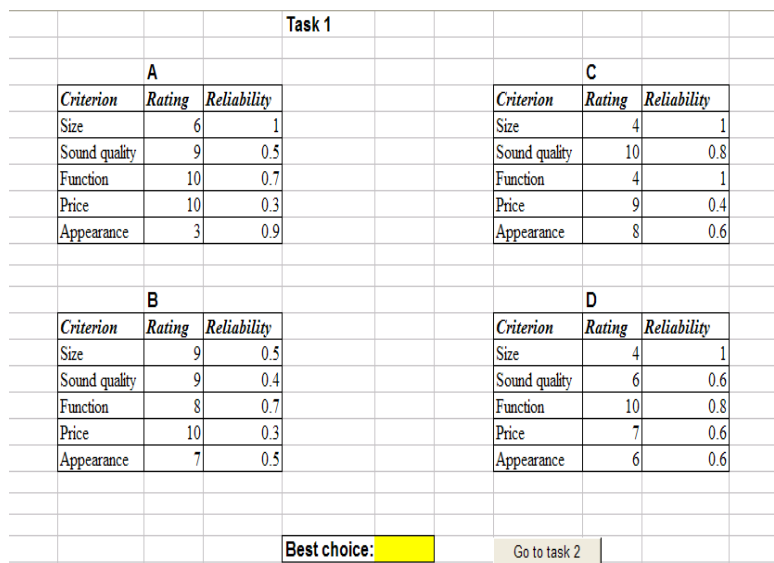 Task 1
A
Criterion Rating Reliability
Size 6 1
Sound quality 9 0.5
Function 10 0.7
Price 10 0.3
Appearance 3 0.9
C
Criterion Rating Reliability
Size 4 1
Sound quality 10 0.8
Function 4 1
Price 9 0.4
Appearance 8 0.6
B
Criterion Rating Reliability
Size 9 0.5
Sound quality 9 0.4
Function 8 0.7
Price 10 0.3
Appearance 7 0.5
D
Criterion Rating Reliability
Size 4 1
Sound quality 6 0.6
Function 10 0.8
Price 7 0.6
Appearance 6 0.6
Best choice:
Go to task 2